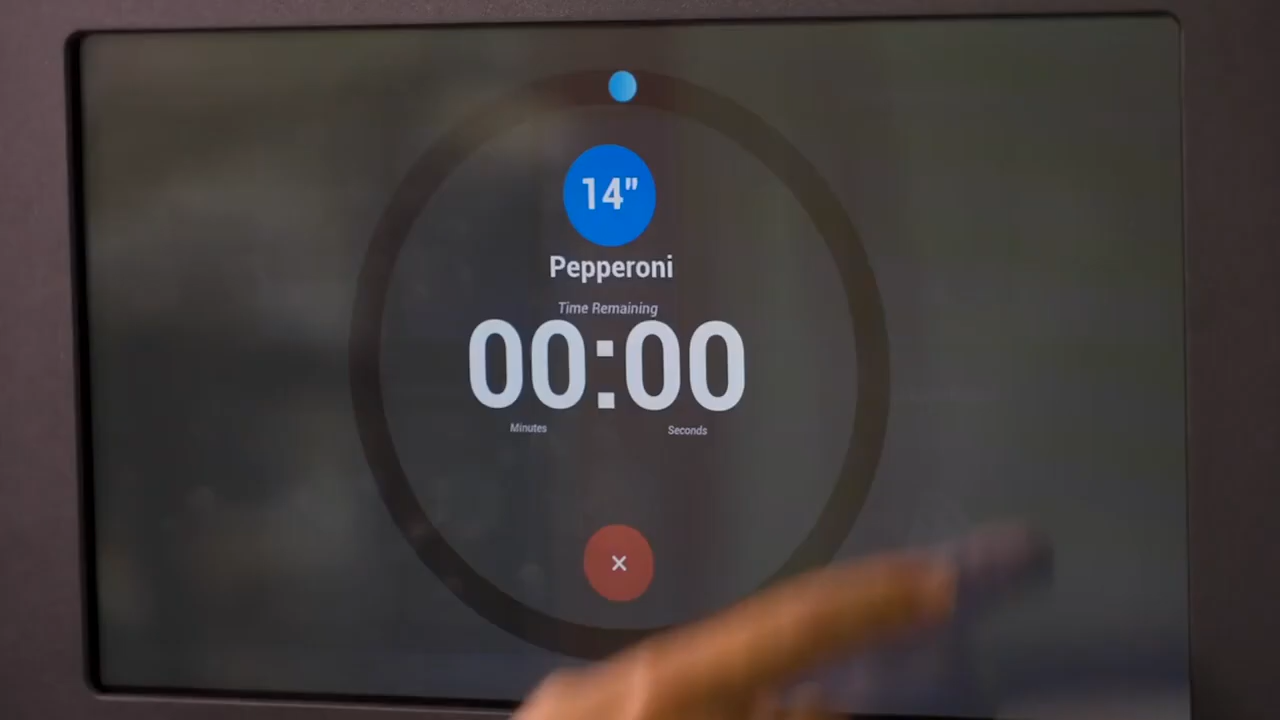 14"
Pepperoni
Time Remaining
00:00
Minutes Seconds
×